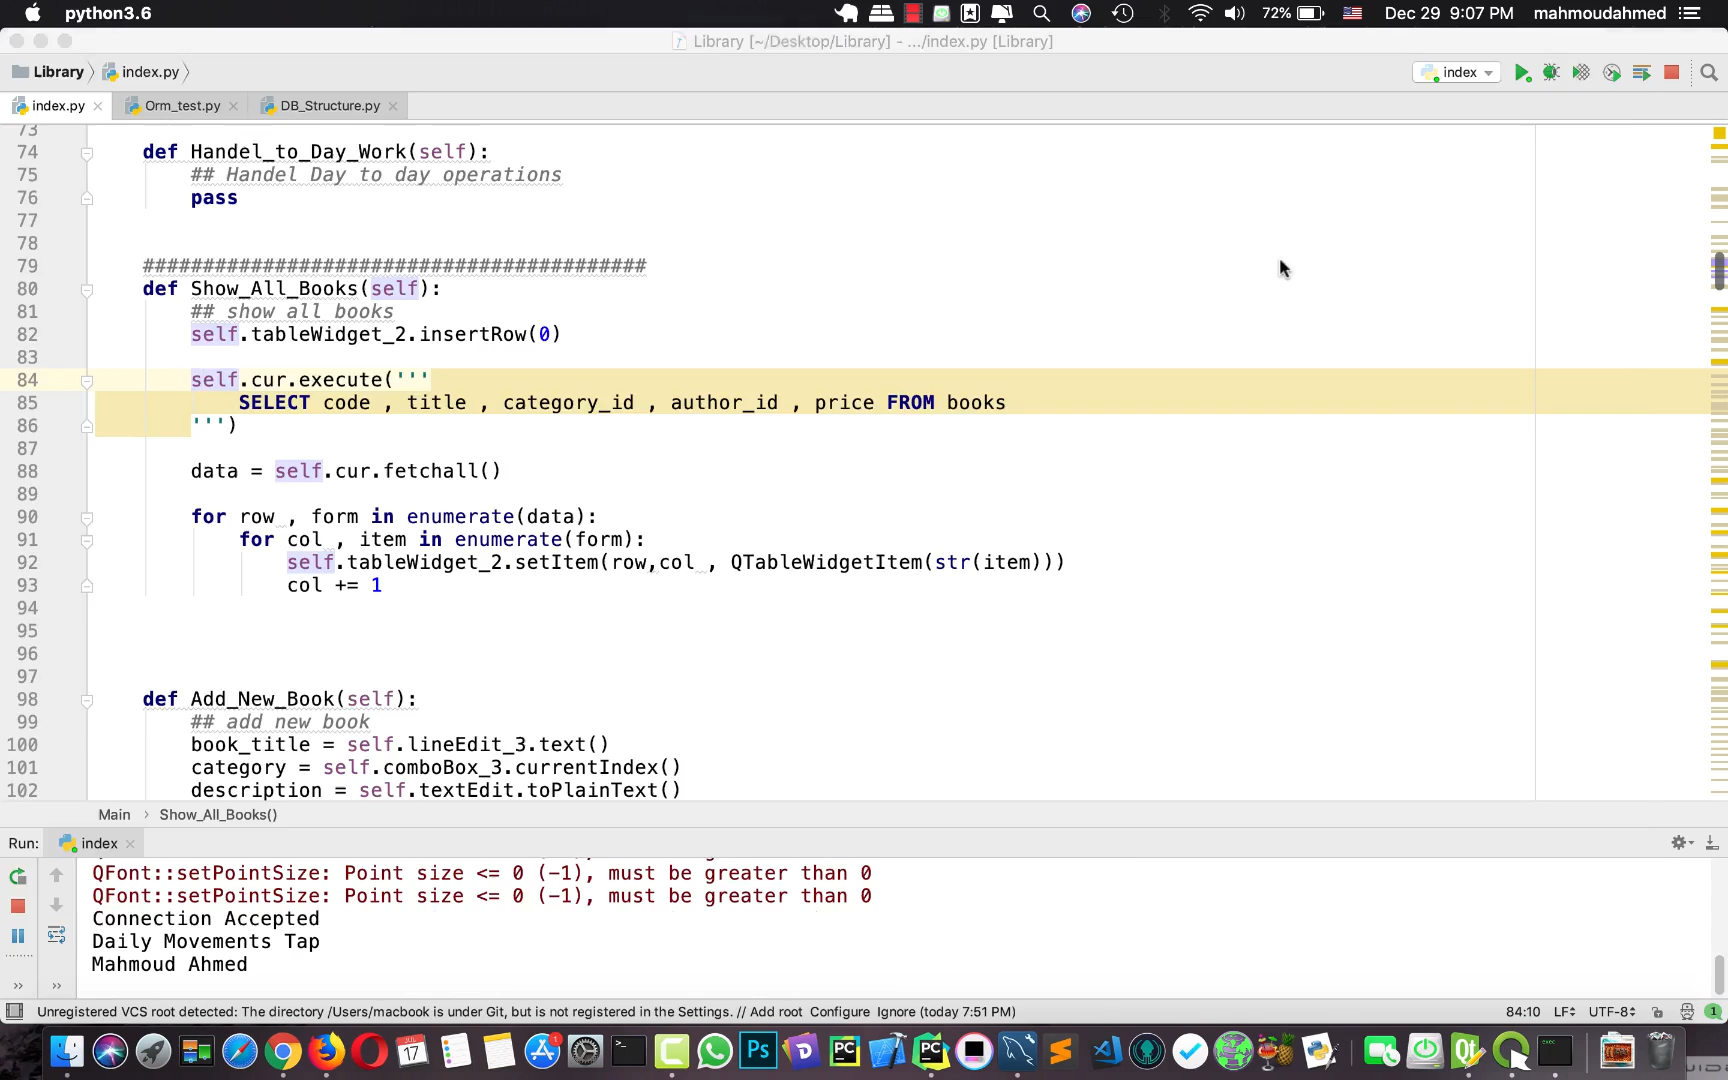 python3.6
72%
Dec 29 9:07 PM
mahmoudahmed
Library [~/Desktop/Library] - .../index.py [Library]
Library
index.py
index
index.py
Orm_test.py
DB_Structure.py
73
74 def Handel_to_Day_Work(self):
75 ## Handel Day to day operations
76 pass
77
78
79 ##########################################
80 def Show_All_Books(self):
81 ## show all books
82 self.tableWidget_2.insertRow(0)
83
84 self.cur.execute('''
85 SELECT code , title , category_id , author_id , price FROM books
86 ''')
87
88 data = self.cur.fetchall()
89
90 for row , form in enumerate(data):
91 for col , item in enumerate(form):
92 self.tableWidget_2.setItem(row,col , QTableWidgetItem(str(item)))
93 col += 1
94
95
96
97
98 def Add_New_Book(self):
99 ## add new book
100 book_title = self.lineEdit_3.text()
101 category = self.comboBox_3.currentIndex()
102 description = self.textEdit.toPlainText()
Main
Show_All_Books()
Run:
index
QFont::setPointSize: Point size <= 0 (-1), must be greater than 0
QFont::setPointSize: Point size <= 0 (-1), must be greater than 0
Connection Accepted
Daily Movements Tap
Mahmoud Ahmed
Unregistered VCS root detected: The directory /Users/macbook is under Git, but is not registered in the Settings. // Add root Configure Ignore (today 7:51 PM)
84:10
LF
UTF-8
1
JUL
17
1
Ps
PC
PC
Qt
exec